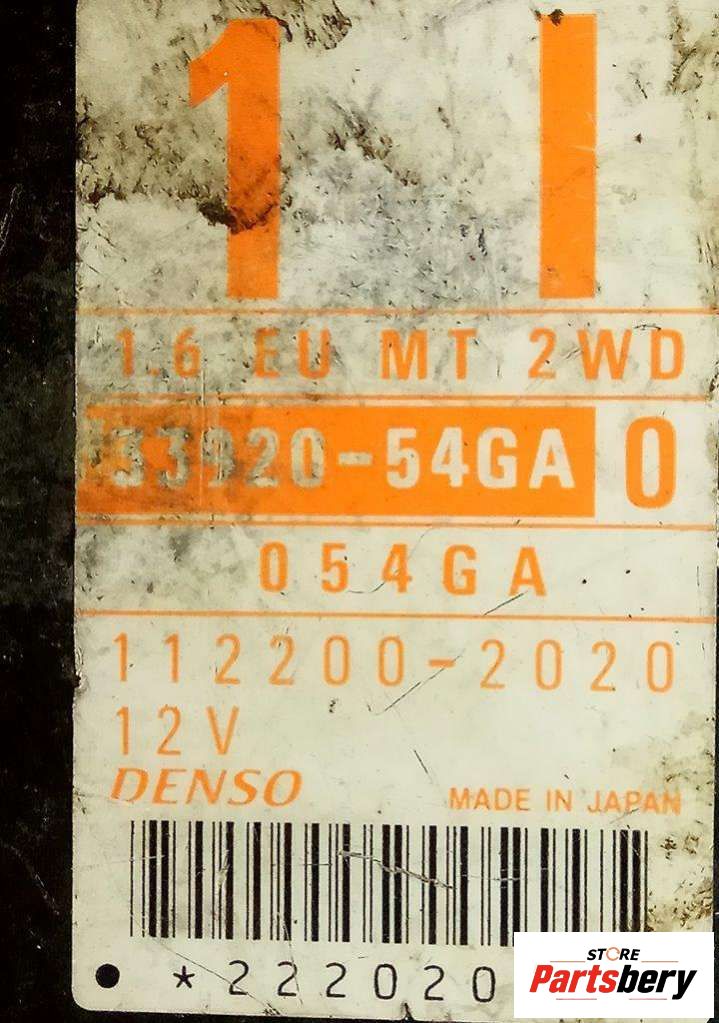 1 I
1.6 EU MT 2WD
33920-54GA 0
054GA
112200-2020
12V
DENSO
MADE IN JAPAN
*222020
STORE
Partsbery